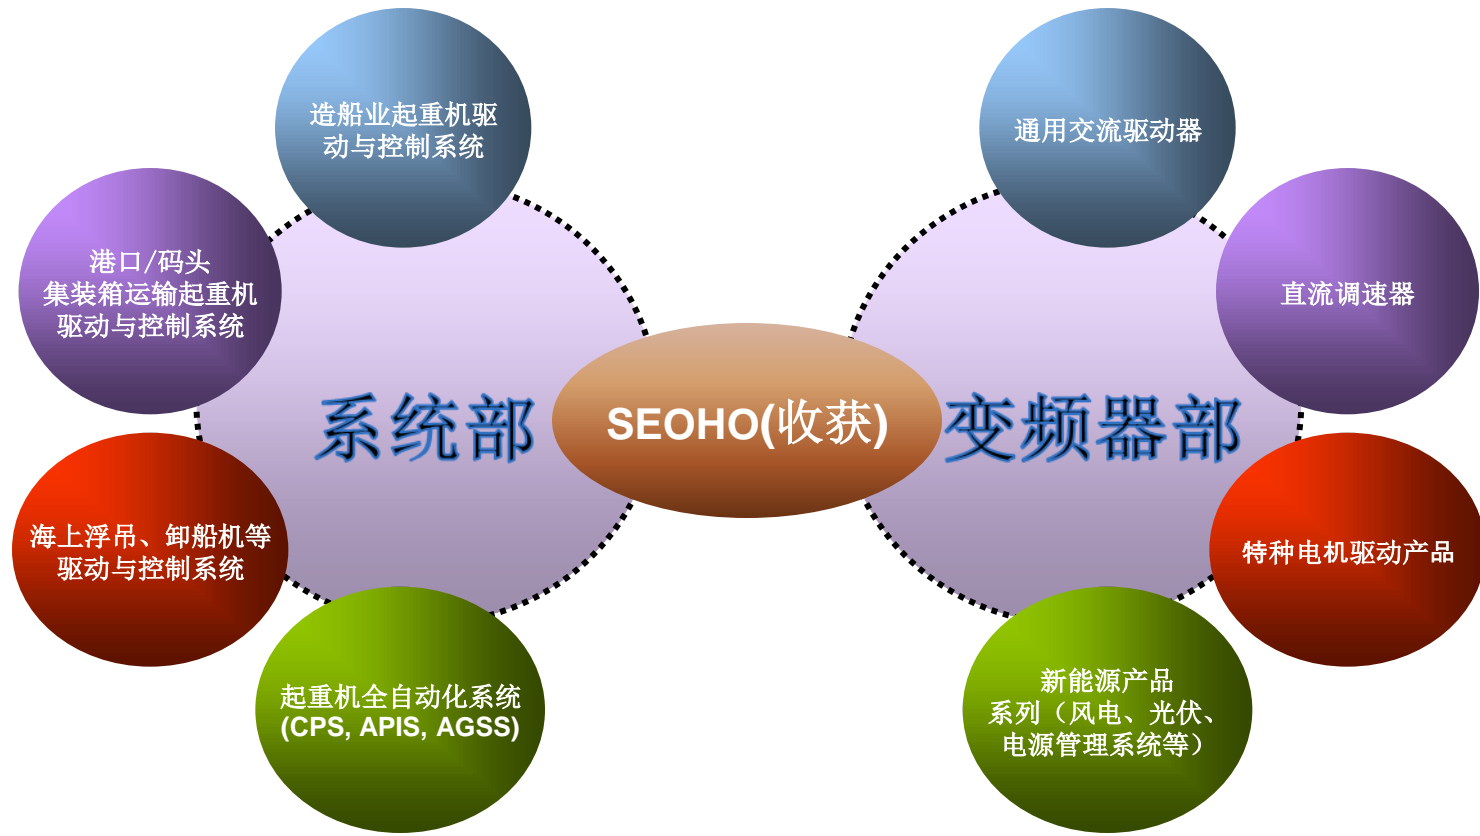 造船业起重机驱
动与控制系统
港口/码头
集装箱运输起重机
驱动与控制系统
海上浮吊、卸船机等
驱动与控制系统
起重机全自动化系统
(CPS, APIS, AGSS)
系统部
SEOHO(收获)
变频器部
通用交流驱动器
直流调速器
特种电机驱动产品
新能源产品
系列（风电、光伏、
电源管理系统等）